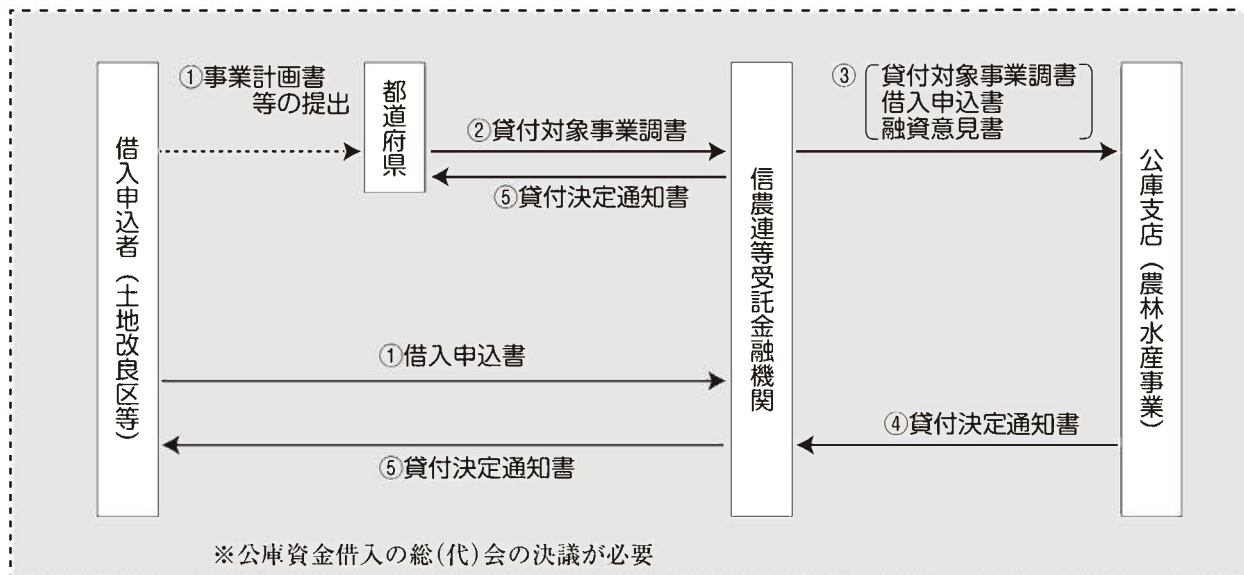 借入申込者（土地改良区等）
①事業計画書
等の提出
都道府県
②貸付対象事業調書
⑤貸付決定通知書
①借入申込書
⑤貸付決定通知書
信農連等受託金融機関
③貸付対象事業調書
借入申込書
融資意見書
④貸付決定通知書
公庫支店（農林水産事業）
※公庫資金借入の総(代)会の決議が必要